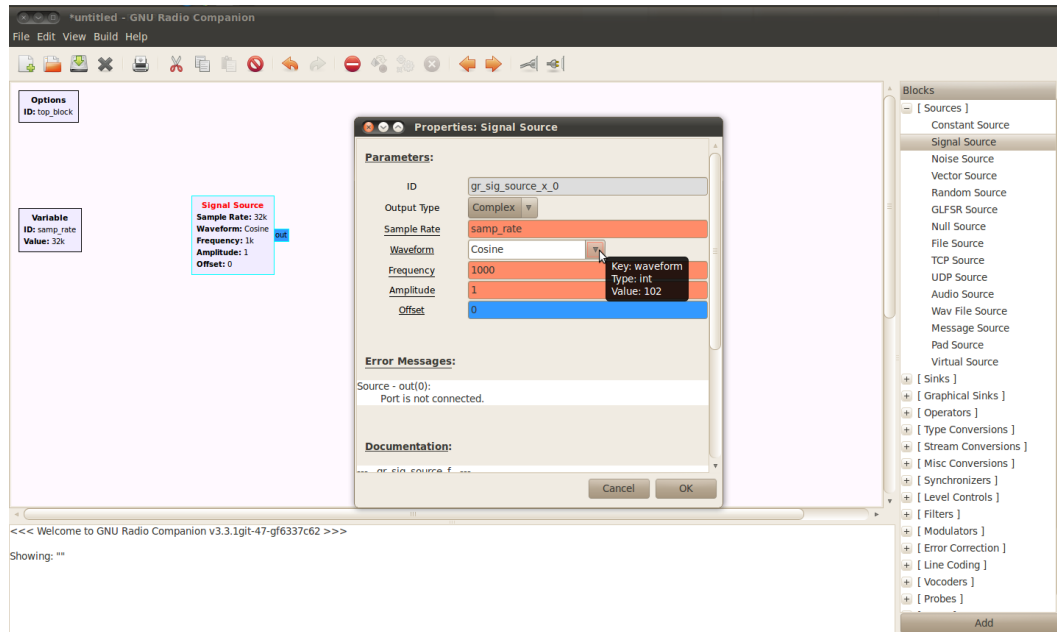 *untitled - GNU Radio Companion
File Edit View Build Help
Options
ID: top_block
Variable
ID: samp_rate
Value: 32k
Signal Source
Sample Rate: 32k
Waveform: Cosine
Frequency: 1k
Amplitude: 1
Offset: 0
out
Properties: Signal Source
Parameters:
ID gr_sig_source_x_0
Output Type Complex
Sample Rate samp_rate
Waveform Cosine
Frequency 1000
Amplitude 1
Offset 0
Key: waveform
Type: int
Value: 102
Error Messages:
Source - out(0):
Port is not connected.
Documentation:
--- gr_sig_source_f ---
Cancel OK
Blocks
[ Sources ]
Constant Source
Signal Source
Noise Source
Vector Source
Random Source
GLFSR Source
Null Source
File Source
TCP Source
UDP Source
Audio Source
Wav File Source
Message Source
Pad Source
Virtual Source
[ Sinks ]
[ Graphical Sinks ]
[ Operators ]
[ Type Conversions ]
[ Stream Conversions ]
[ Misc Conversions ]
[ Synchronizers ]
[ Level Controls ]
[ Filters ]
[ Modulators ]
[ Error Correction ]
[ Line Coding ]
[ Vocoders ]
[ Probes ]
Add
<<< Welcome to GNU Radio Companion v3.3.1git-47-gf6337c62 >>>
Showing: ""